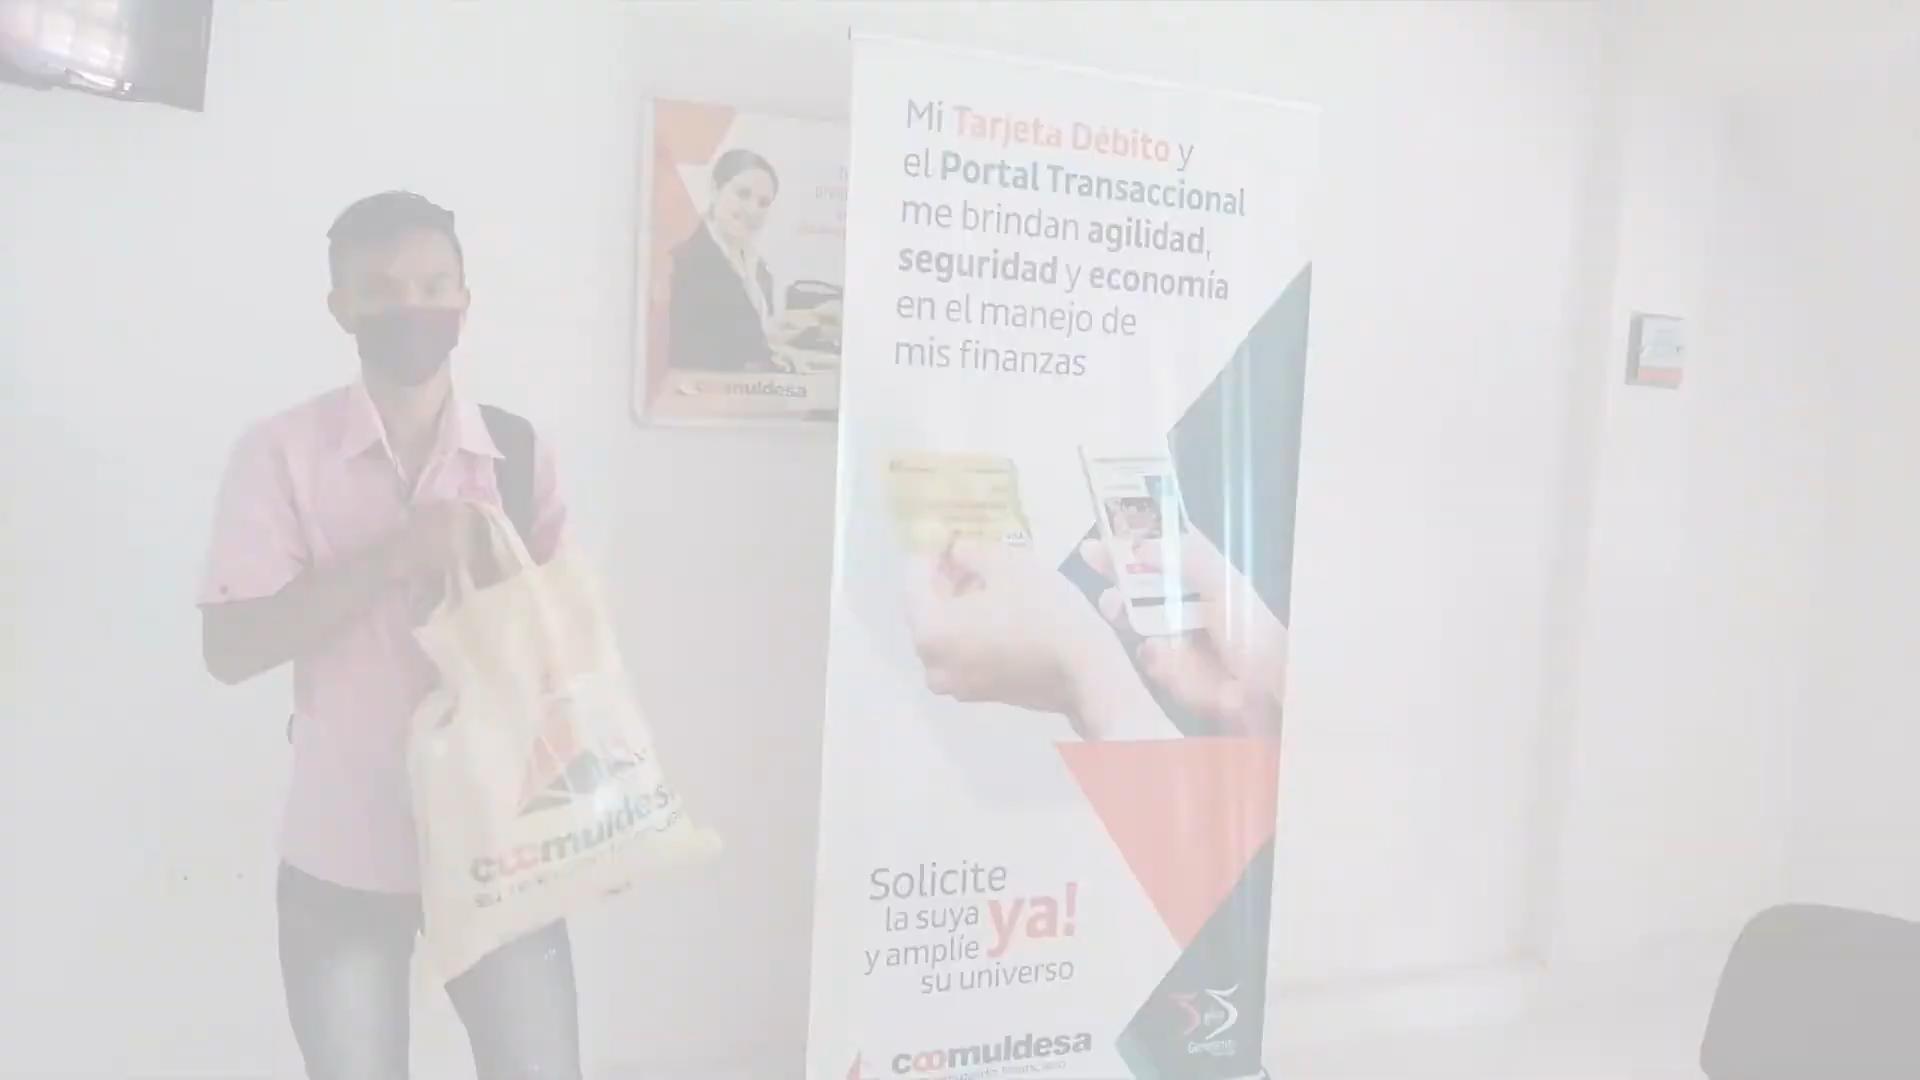 Mi Tarjeta Débito y
el Portal Transaccional
me brindan agilidad,
seguridad y economía
en el manejo de
mis finanzas
VISA
Solicite
la suya ya!
y amplíe
su universo
coomuldesa
coomuldesa
coomuldesa